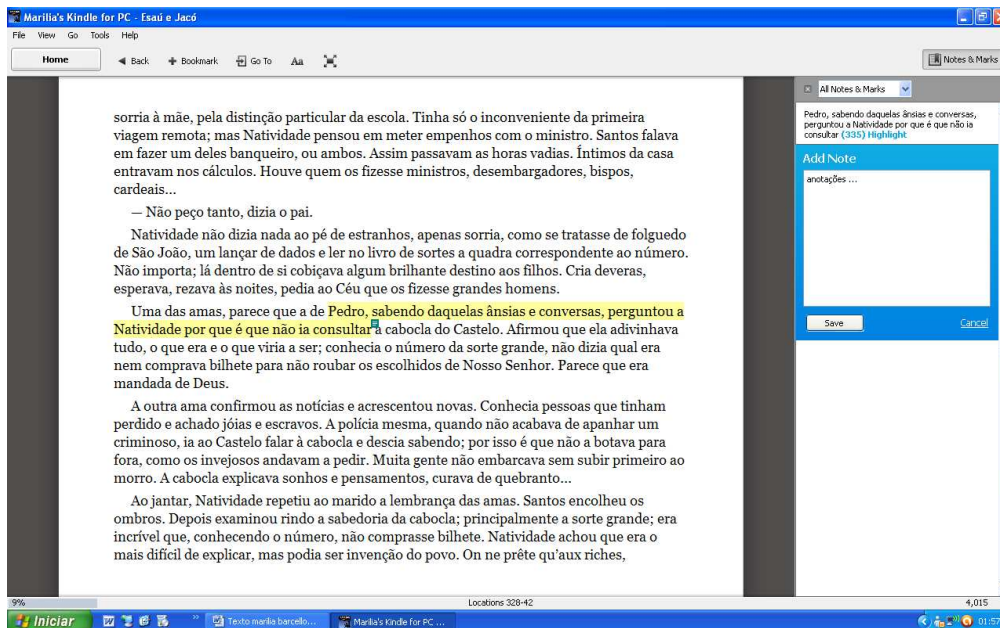 Marilia's Kindle for PC - Esaú e Jacó
File View Go Tools Help
Home Back Bookmark Go To Aa Notes & Marks
sorria à mãe, pela distinção particular da escola. Tinha só o inconveniente da primeira
viagem remota; mas Natividade pensou em meter empenhos com o ministro. Santos falava
em fazer um deles banqueiro, ou ambos. Assim passavam as horas vadias. Íntimos da casa
entravam nos cálculos. Houve quem os fizesse ministros, desembargadores, bispos,
cardeais...
— Não peço tanto, dizia o pai.
Natividade não dizia nada ao pé de estranhos, apenas sorria, como se tratasse de folguedo
de São João, um lançar de dados e ler no livro de sortes a quadra correspondente ao número.
Não importa; lá dentro de si cobiçava algum brilhante destino aos filhos. Cria deveras,
esperava, rezava às noites, pedia ao Céu que os fizesse grandes homens.
Uma das amas, parece que a de Pedro, sabendo daquelas ânsias e conversas, perguntou a
Natividade por que é que não ia consultar a cabocla do Castelo. Afirmou que ela adivinhava
tudo, o que era e o que viria a ser; conhecia o número da sorte grande, não dizia qual era
nem comprava bilhete para não roubar os escolhidos de Nosso Senhor. Parece que era
mandada de Deus.
A outra ama confirmou as notícias e acrescentou novas. Conhecia pessoas que tinham
perdido e achado jóias e escravos. A polícia mesma, quando não acabava de apanhar um
criminoso, ia ao Castelo falar à cabocla e descia sabendo; por isso é que não a botava para
fora, como os invejosos andavam a pedir. Muita gente não embarcava sem subir primeiro ao
morro. A cabocla explicava sonhos e pensamentos, curava de quebranto...
Ao jantar, Natividade repetiu ao marido a lembrança das amas. Santos encolheu os
ombros. Depois examinou rindo a sabedoria da cabocla; principalmente a sorte grande; era
incrível que, conhecendo o número, não comprasse bilhete. Natividade achou que era o
mais difícil de explicar, mas podia ser invenção do povo. On ne prête qu'aux riches,
All Notes & Marks
Pedro, sabendo daquelas ânsias e conversas,
perguntou a Natividade por que é que não ia
consultar (335) Highlight
Add Note
anotações ...
Save Cancel
9% Locations 328-42 4,015
Iniciar Texto marilia barcello... Marilia's Kindle for PC ... 01:57